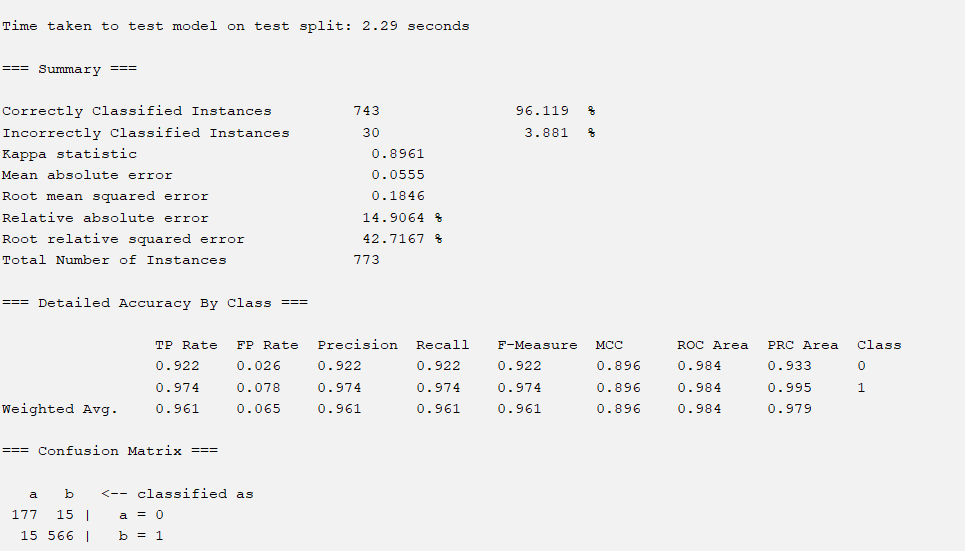 Time taken to test model on test split: 2.29 seconds
=== Summary ===
Correctly Classified Instances         743               96.119  %
Incorrectly Classified Instances        30                3.881  %
Kappa statistic                          0.8961
Mean absolute error                      0.0555
Root mean squared error                  0.1846
Relative absolute error                 14.9064 %
Root relative squared error             42.7167 %
Total Number of Instances              773
=== Detailed Accuracy By Class ===
                 TP Rate  FP Rate  Precision  Recall   F-Measure  MCC      ROC Area  PRC Area  Class
                 0.922    0.026    0.922      0.922    0.922      0.896    0.984     0.933     0
                 0.974    0.078    0.974      0.974    0.974      0.896    0.984     0.995     1
Weighted Avg.    0.961    0.065    0.961      0.961    0.961      0.896    0.984     0.979
=== Confusion Matrix ===
   a   b   <-- classified as
 177  15 |   a = 0
  15 566 |   b = 1